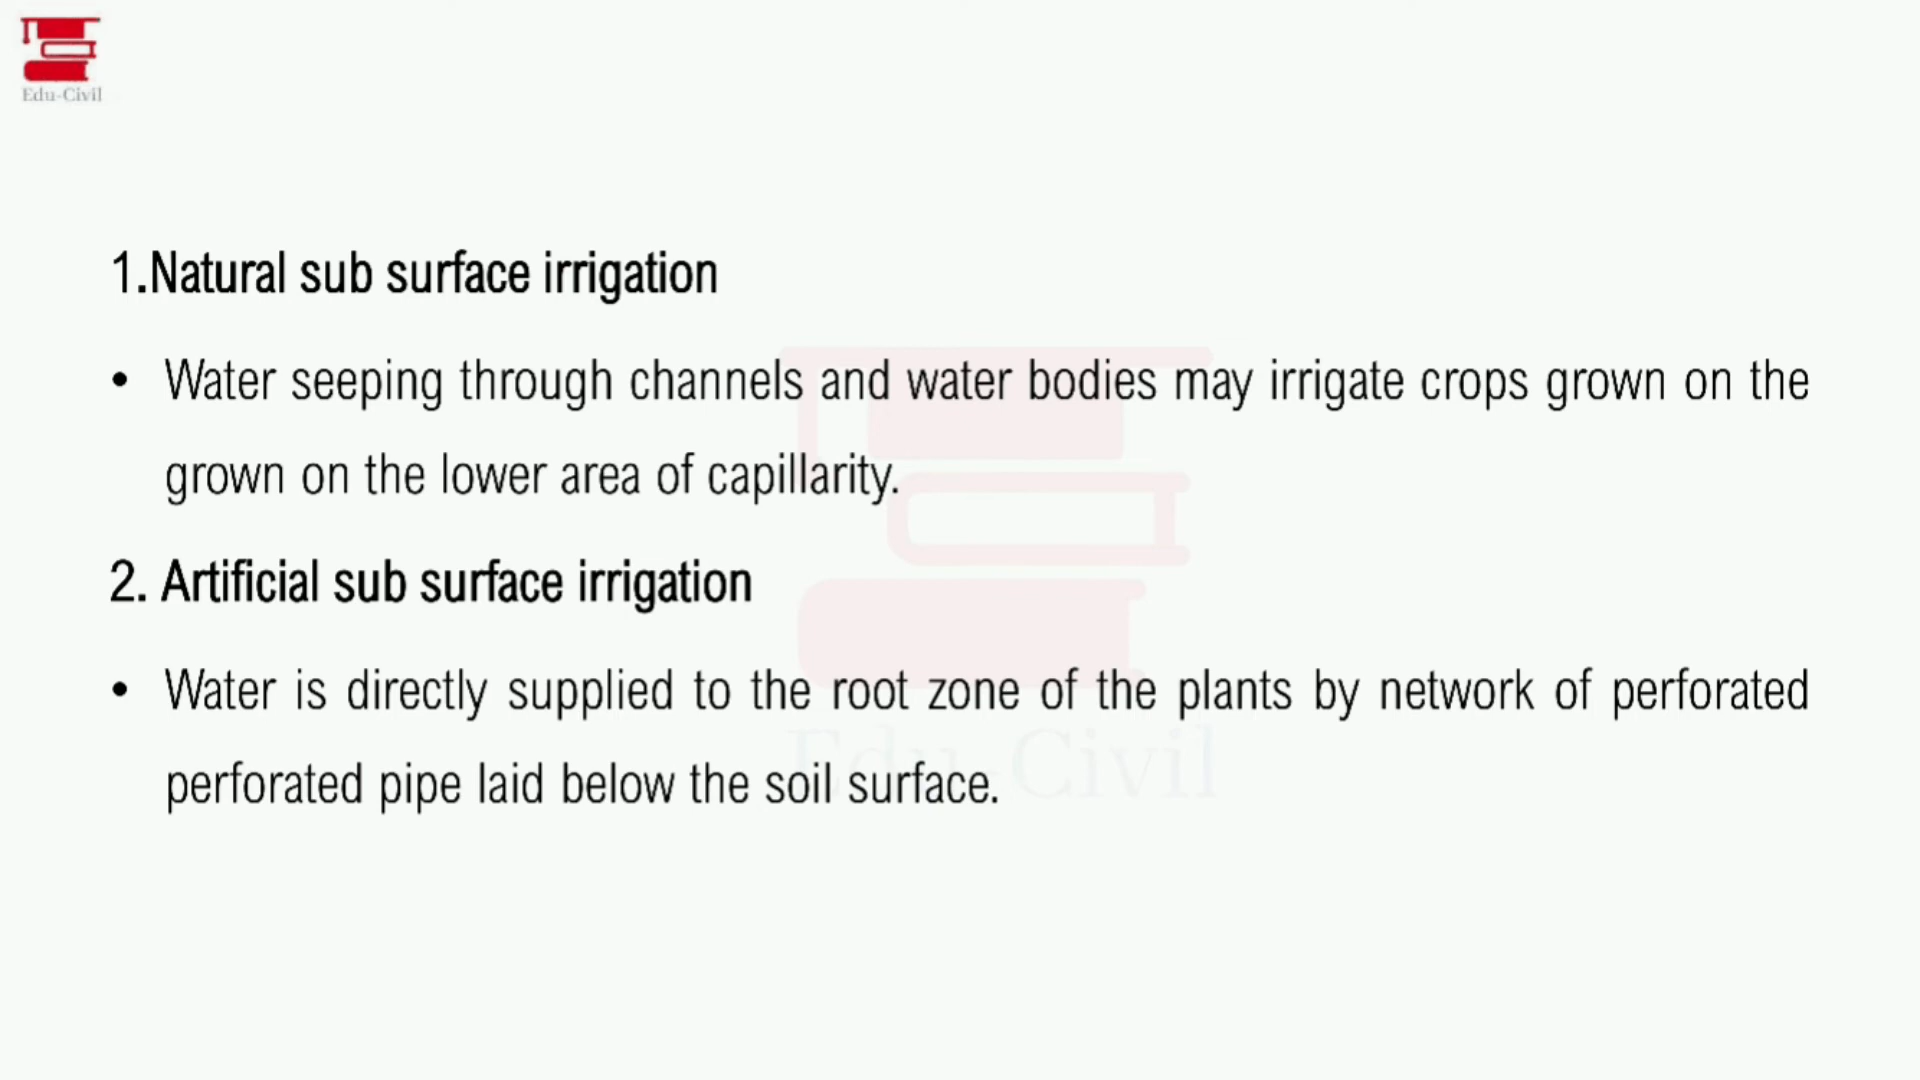 Edu-Civil
1.Natural sub surface irrigation
• Water seeping through channels and water bodies may irrigate crops grown on the
grown on the lower area of capillarity.
2. Artificial sub surface irrigation
• Water is directly supplied to the root zone of the plants by network of perforated
perforated pipe laid below the soil surface.
Edu-Civil